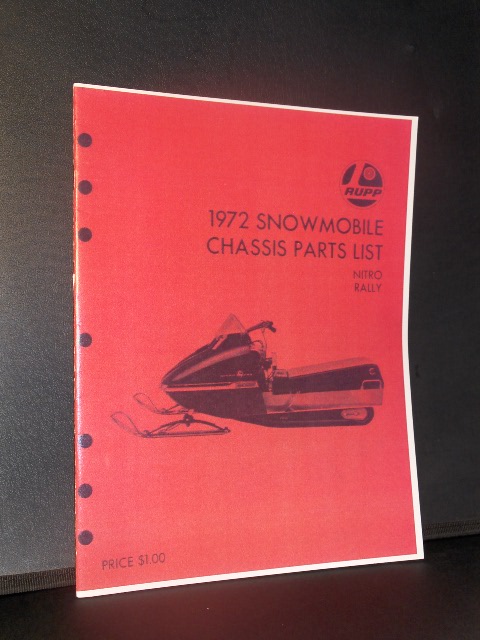 RUPP
1972 SNOWMOBILE
CHASSIS PARTS LIST
NITRO
RALLY
PRICE $1.00